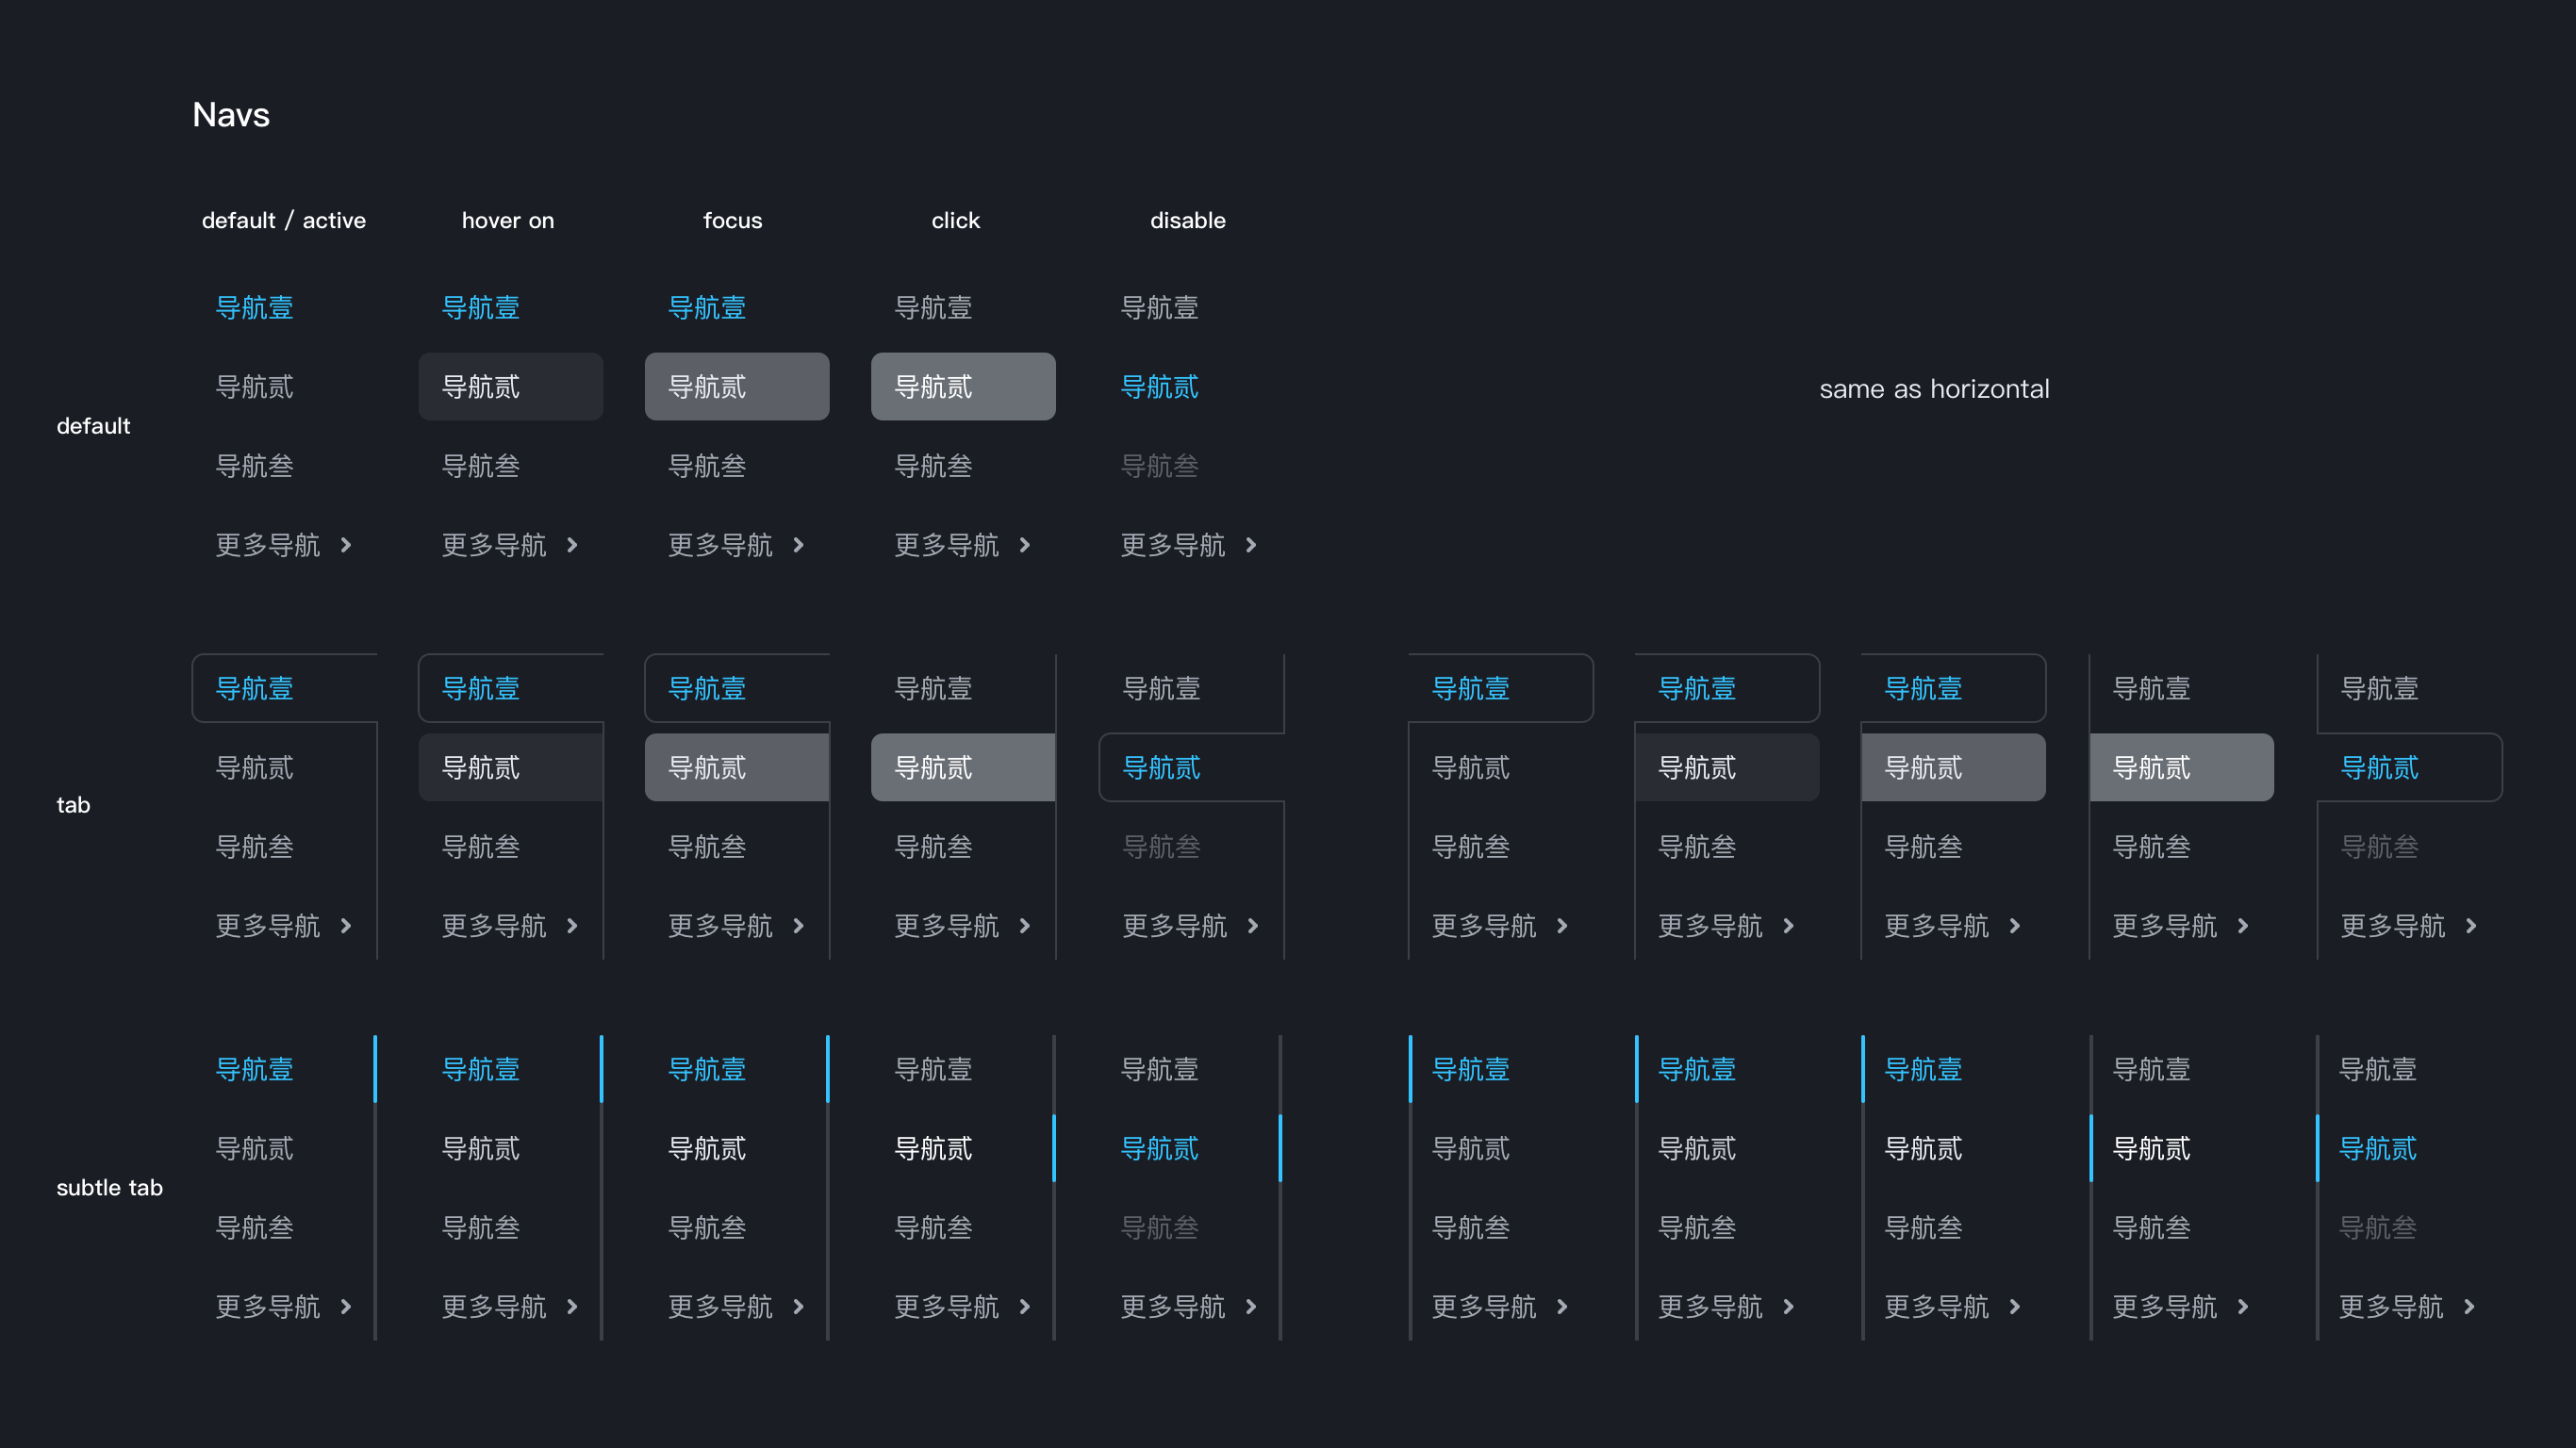 Navs
default / active hover on focus click disable
导航壹 导航壹 导航壹 导航壹 导航壹
导航贰 导航贰 导航贰 导航贰 导航贰 same as horizontal
default
导航叁 导航叁 导航叁 导航叁 导航叁
更多导航 更多导航 更多导航 更多导航 更多导航
导航壹 导航壹 导航壹 导航壹 导航壹 导航壹 导航壹 导航壹 导航壹 导航壹
导航贰 导航贰 导航贰 导航贰 导航贰 导航贰 导航贰 导航贰 导航贰 导航贰
tab
导航叁 导航叁 导航叁 导航叁 导航叁 导航叁 导航叁 导航叁 导航叁 导航叁
更多导航 更多导航 更多导航 更多导航 更多导航 更多导航 更多导航 更多导航 更多导航 更多导航
导航壹 导航壹 导航壹 导航壹 导航壹 导航壹 导航壹 导航壹 导航壹 导航壹
导航贰 导航贰 导航贰 导航贰 导航贰 导航贰 导航贰 导航贰 导航贰 导航贰
subtle tab
导航叁 导航叁 导航叁 导航叁 导航叁 导航叁 导航叁 导航叁 导航叁 导航叁
更多导航 更多导航 更多导航 更多导航 更多导航 更多导航 更多导航 更多导航 更多导航 更多导航